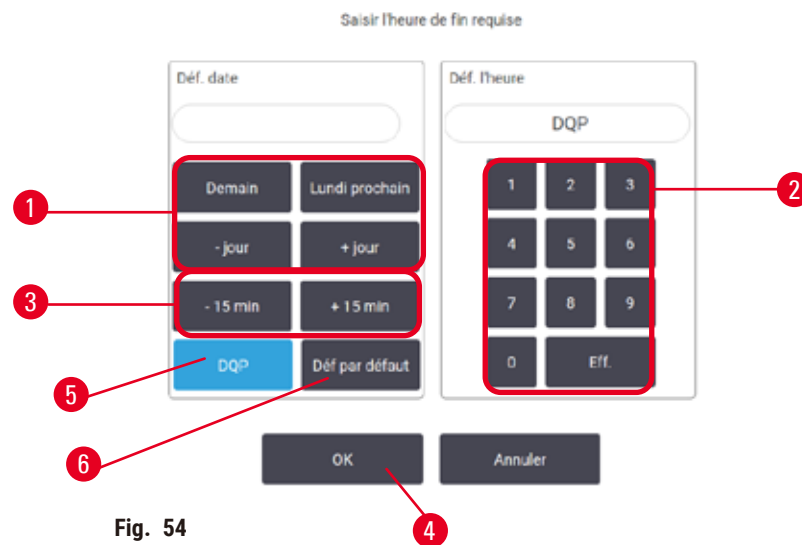 Saisir l'heure de fin requise
Déf. date
Déf. l'heure
DQP
Demain
Lundi prochain
- jour
+ jour
- 15 min
+ 15 min
DQP
Déf par défaut
1 2 3
4 5 6
7 8 9
0 Eff.
OK
Annuler
1
2
3
5
6
4
Fig. 54